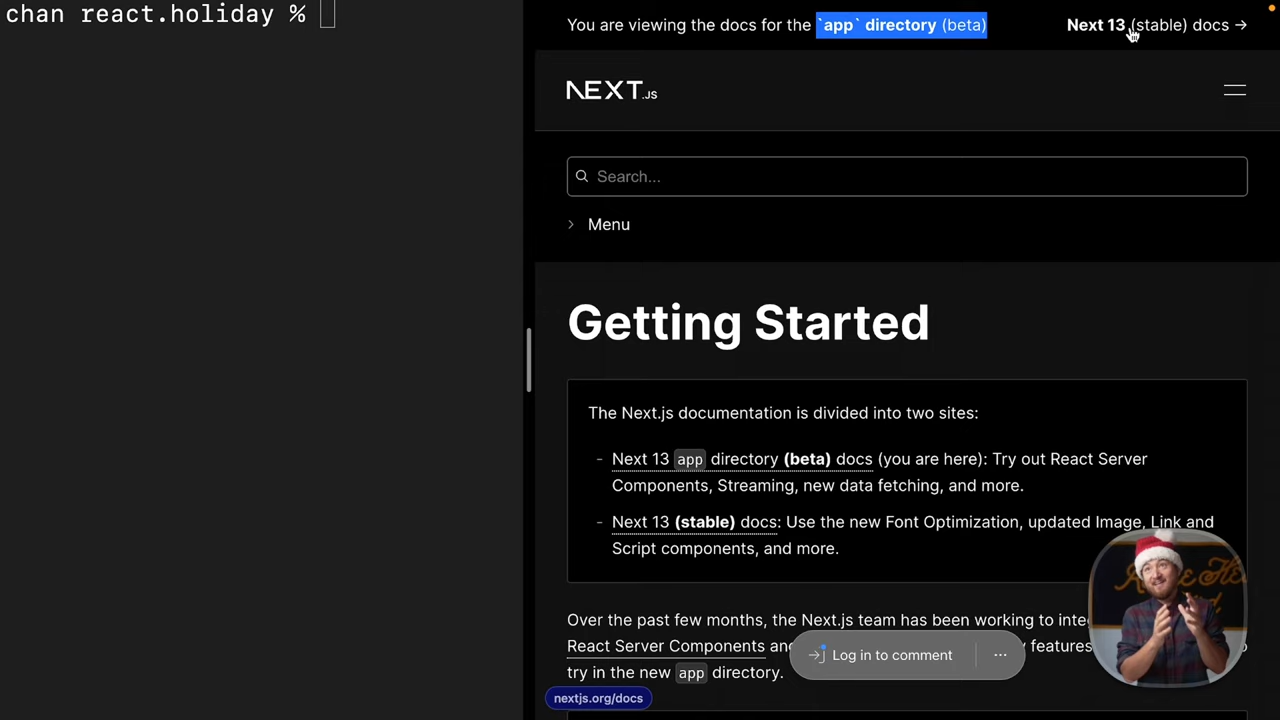 chan react.holiday %
You are viewing the docs for the `app` directory (beta)
Next 13 (stable) docs →
NEXT.JS
Search...
Menu
Getting Started
The Next.js documentation is divided into two sites:
- Next 13 app directory (beta) docs (you are here): Try out React Server
Components, Streaming, new data fetching, and more.
- Next 13 (stable) docs: Use the new Font Optimization, updated Image, Link and
Script components, and more.
Over the past few months, the Next.js team has been working to
React Server Components
features
try in the new app directory.
Log in to comment
nextjs.org/docs